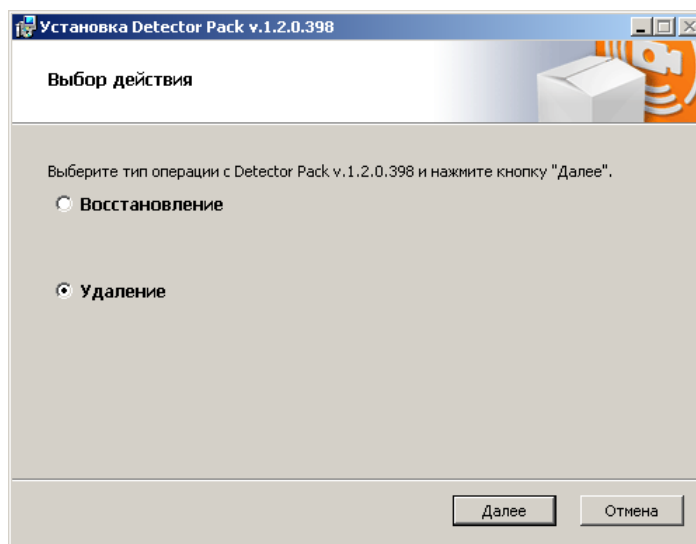 Установка Detector Pack v.1.2.0.398
Выбор действия
Выберите тип операции с Detector Pack v.1.2.0.398 и нажмите кнопку "Далее".
Восстановление
Удаление
Далее
Отмена